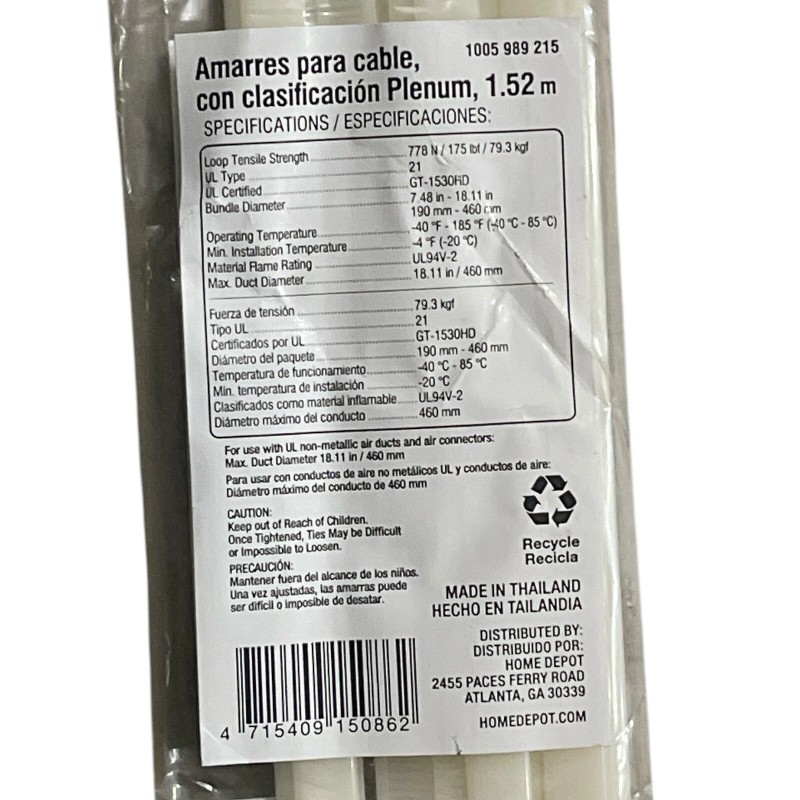 Amarres para cable,
1005 989 215
con clasificación Plenum, 1.52 m
SPECIFICATIONS / ESPECIFICACIONES:
Loop Tensile Strength 778 N / 175 lbf / 79.3 kgf
UL Type 21
UL Certified GT-1530HD
Bundle Diameter 7.48 in - 18.11 in
190 mm - 460 mm
Operating Temperature -40 °F - 185 °F (-40 °C - 85 °C)
Min. Installation Temperature -4 °F (-20 °C)
Material Flame Rating UL94V-2
Max. Duct Diameter 18.11 in / 460 mm
Fuerza de tensión 79.3 kgf
Tipo UL 21
Certificados por UL GT-1530HD
Diámetro del paquete 190 mm - 460 mm
Temperatura de funcionamiento -40 °C - 85 °C
Mín. temperatura de instalación -20 °C
Clasificados como material inflamable UL94V-2
Diámetro máximo del conducto 460 mm
For use with UL non-metallic air ducts and air connectors:
Max. Duct Diameter 18.11 in / 460 mm
Para usar con conductos de aire no metálicos UL y conductos de aire:
Diámetro máximo del conducto de 460 mm
CAUTION:
Keep out of Reach of Children.
Once Tightened, Ties May be Difficult
or Impossible to Loosen.
PRECAUCIÓN:
Mantener fuera del alcance de los niños.
Una vez ajustadas, las amarras puede
ser difícil o imposible de desatar.
Recycle
Recicla
MADE IN THAILAND
HECHO EN TAILANDIA
DISTRIBUTED BY:
DISTRIBUIDO POR:
HOME DEPOT
2455 PACES FERRY ROAD
ATLANTA, GA 30339
HOMEDEPOT.COM
4 715409 150862